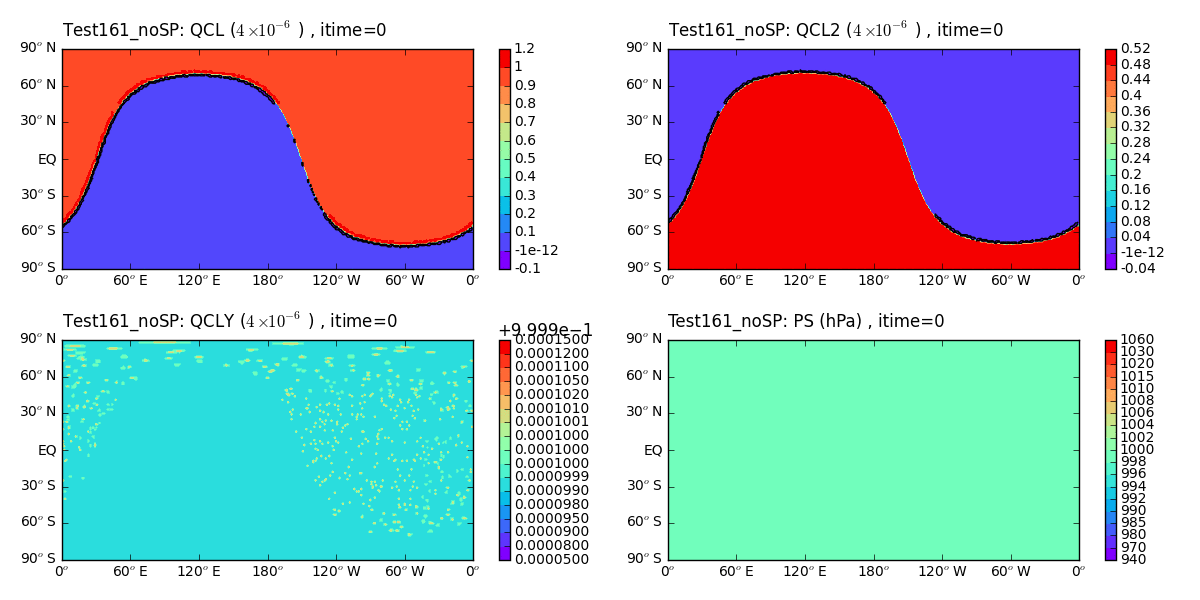 Test161_noSP: QCL (4×10⁻⁶ ) , itime=0
90° N
60° N
30° N
EQ
30° S
60° S
90° S
0° 60° E 120° E 180° 120° W 60° W 0°
1.2
1
1
0.9
0.8
0.7
0.6
0.5
0.4
0.3
0.2
0.1
-1e-12
-0.1
Test161_noSP: QCL2 (4×10⁻⁶ ) , itime=0
90° N
60° N
30° N
EQ
30° S
60° S
90° S
0° 60° E 120° E 180° 120° W 60° W 0°
0.52
0.48
0.44
0.4
0.36
0.32
0.28
0.24
0.2
0.16
0.12
0.08
0.04
-1e-12
-0.04
Test161_noSP: QCLY (4×10⁻⁶ ) , itime=0
90° N
60° N
30° N
EQ
30° S
60° S
90° S
0° 60° E 120° E 180° 120° W 60° W 0°
+9.999e−1
0.0001500
0.0001200
0.0001100
0.0001050
0.0001020
0.0001010
0.0001001
0.0001000
0.0001000
0.0001000
0.0000999
0.0000990
0.0000980
0.0000950
0.0000900
0.0000800
0.0000500
Test161_noSP: PS (hPa) , itime=0
90° N
60° N
30° N
EQ
30° S
60° S
90° S
0° 60° E 120° E 180° 120° W 60° W 0°
1060
1030
1020
1015
1010
1008
1006
1004
1002
1000
998
996
994
992
990
985
980
970
940